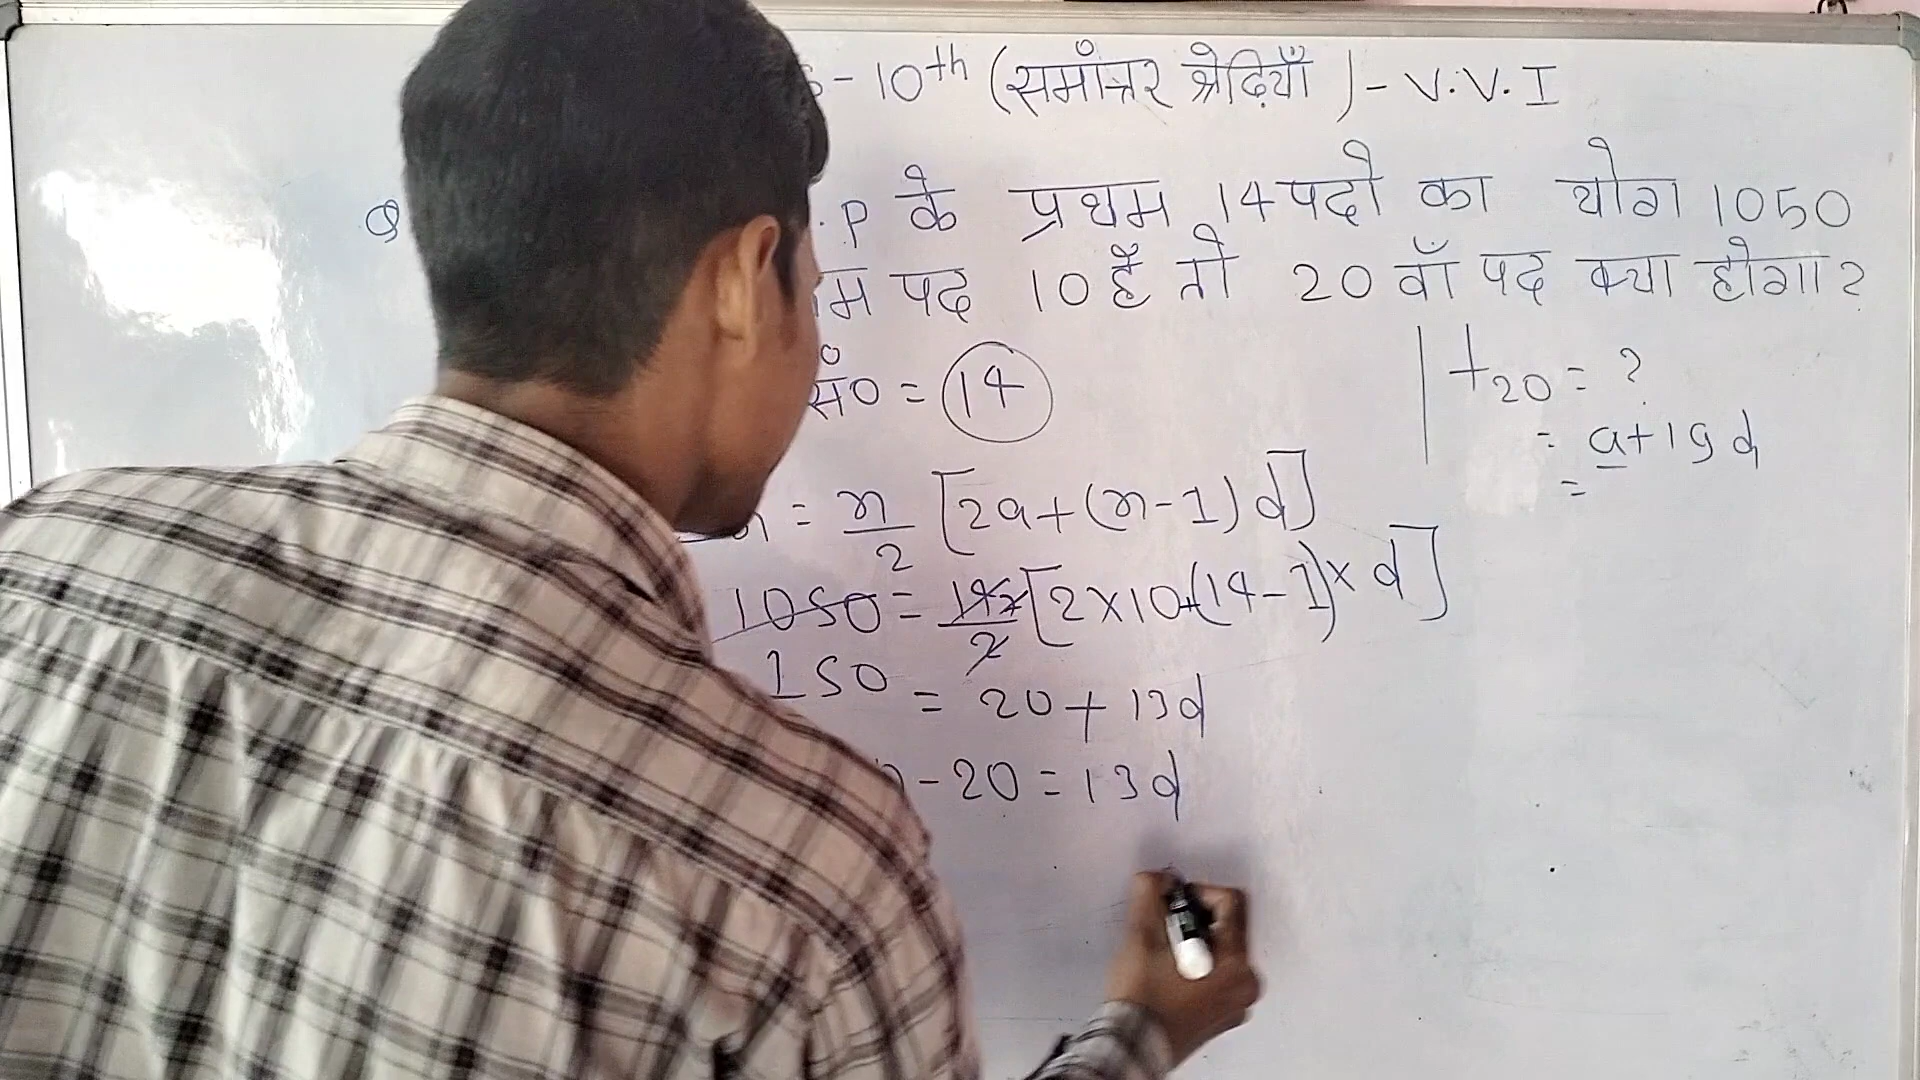 - 10th (समांन्तर श्रेढ़ियाँ) - V.V.I
Q .P के प्रथम 14 पदो का योग 1050
पद 10 है तो 20 वाँ पद क्या होगा?
सं० = 14
t20 = ?
= a+19d
=
= n/2 [2a+(n-1)d]
1050 = 14/2 [2×10+(14-1)×d]
150 = 20+13d
-20 = 13d